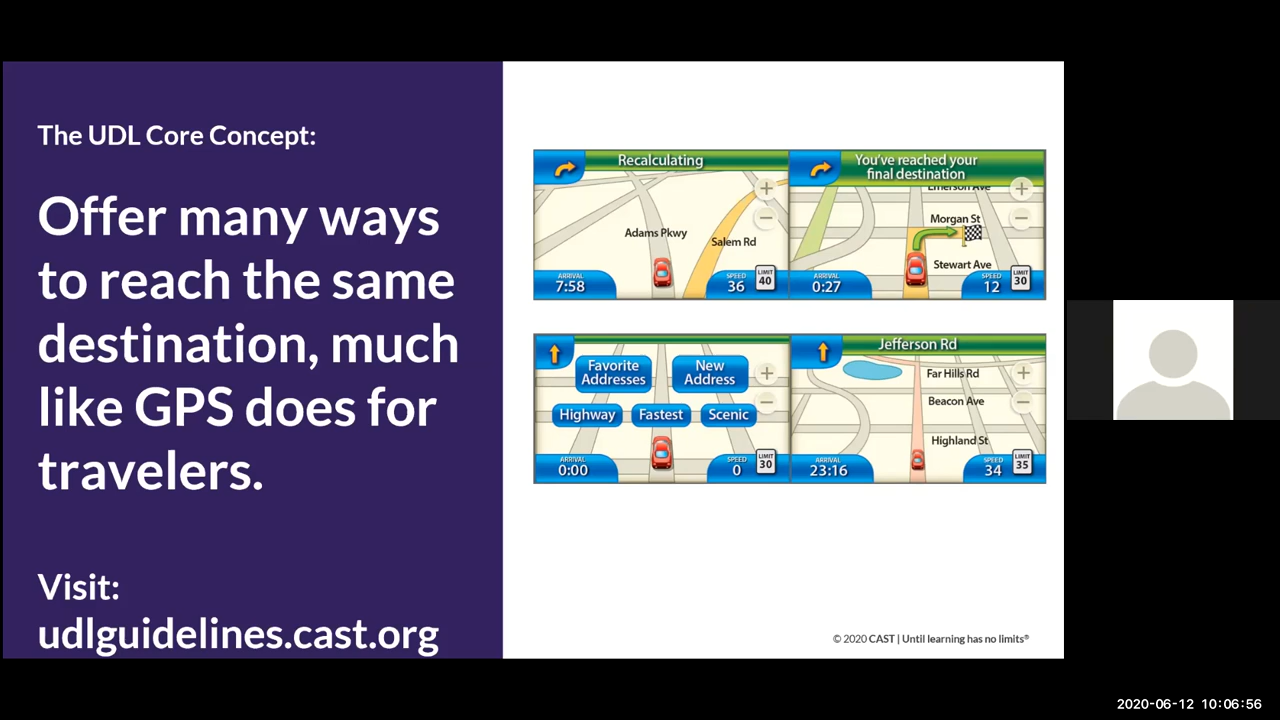 The UDL Core Concept:
Offer many ways
to reach the same
destination, much
like GPS does for
travelers.
Visit:
udlguidelines.cast.org
Recalculating
+
−
Adams Pkwy
Salem Rd
ARRIVAL
7:58
SPEED
36
LIMIT
40
You've reached your
final destination
Emerson Ave
+
−
Morgan St
Stewart Ave
ARRIVAL
0:27
SPEED
12
LIMIT
30
Favorite
Addresses
New
Address
+
−
Highway
Fastest
Scenic
ARRIVAL
0:00
SPEED
0
LIMIT
30
Jefferson Rd
Far Hills Rd
+
−
Beacon Ave
Highland St
ARRIVAL
23:16
SPEED
34
LIMIT
35
© 2020 CAST | Until learning has no limits®
2020-06-12 10:06:56